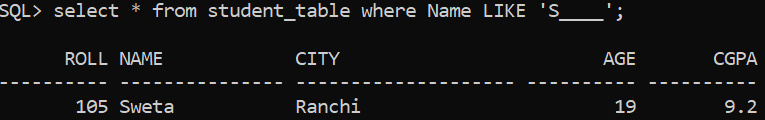 SQL> select * from student_table where Name LIKE 'S____';
ROLL NAME CITY AGE CGPA
---------- --------------- -------------------- ---------- ----------
105 Sweta Ranchi 19 9.2